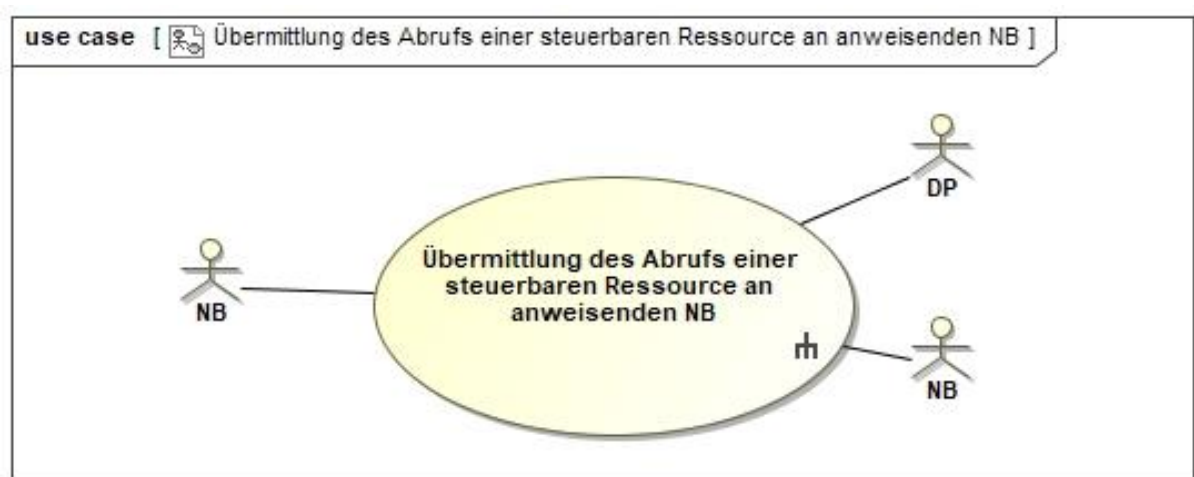 use case [ Übermittlung des Abrufs einer steuerbaren Ressource an anweisenden NB ]
DP
Übermittlung des Abrufs einer
steuerbaren Ressource an
anweisenden NB
NB
NB